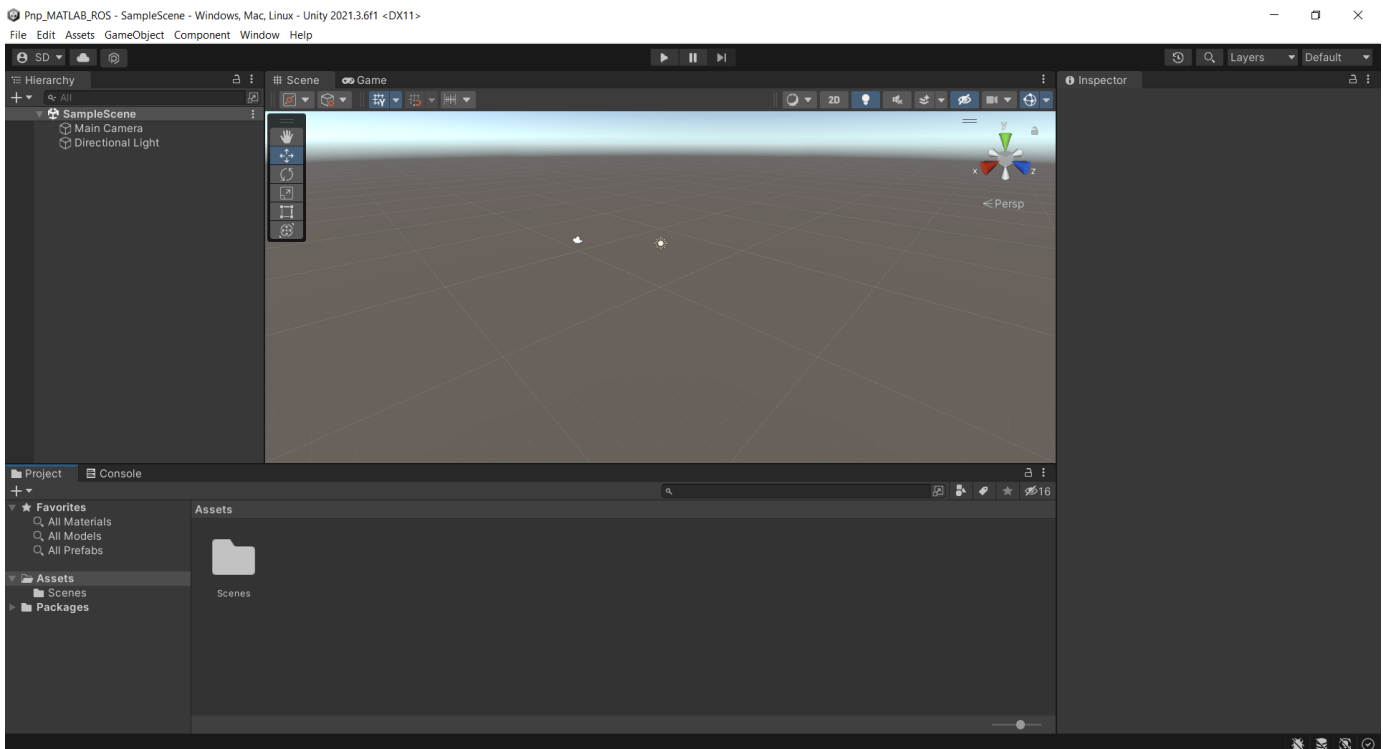 Pnp_MATLAB_ROS - SampleScene - Windows, Mac, Linux - Unity 2021.3.6f1 <DX11>
File Edit Assets GameObject Component Window Help
SD Layers Default
Hierarchy Scene Game Inspector
All 2D
SampleScene
Main Camera
Directional Light
y
x z
Persp
Project Console
16
Favorites Assets
All Materials
All Models
All Prefabs
Assets
Scenes Scenes
Packages